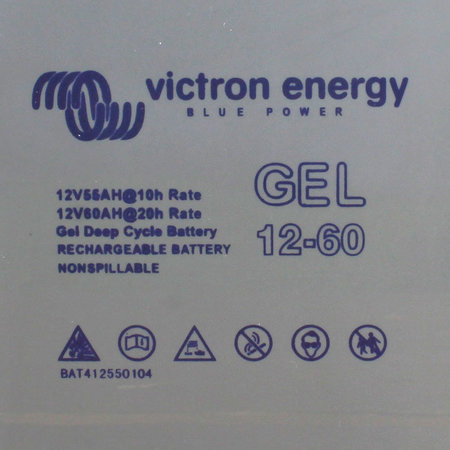 victron energy
BLUE POWER
GEL
12-60
12V55AH@10h Rate
12V60AH@20h Rate
Gel Deep Cycle Battery
RECHARGEABLE BATTERY
NONSPILLABLE
BAT412550104